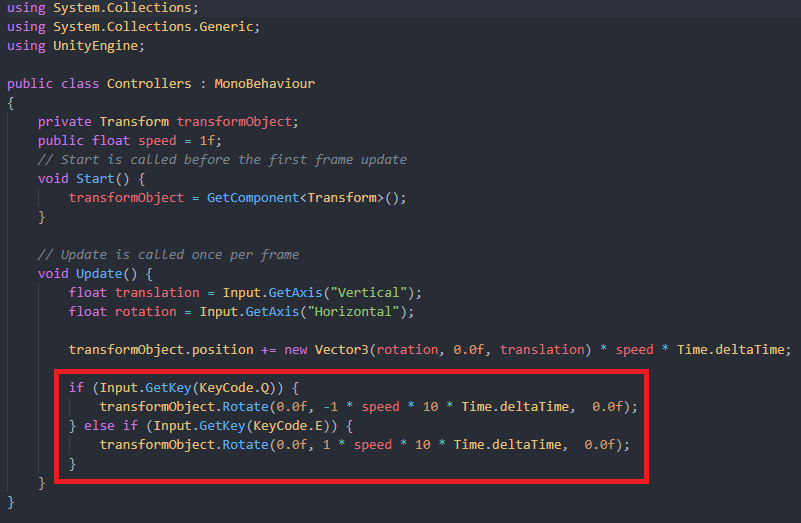 using System.Collections;
using System.Collections.Generic;
using UnityEngine;

public class Controllers : MonoBehaviour
{
    private Transform transformObject;
    public float speed = 1f;
    // Start is called before the first frame update
    void Start() {
        transformObject = GetComponent<Transform>();
    }

    // Update is called once per frame
    void Update() {
        float translation = Input.GetAxis("Vertical");
        float rotation = Input.GetAxis("Horizontal");

        transformObject.position += new Vector3(rotation, 0.0f, translation) * speed * Time.deltaTime;

        if (Input.GetKey(KeyCode.Q)) {
            transformObject.Rotate(0.0f, -1 * speed * 10 * Time.deltaTime,  0.0f);
        } else if (Input.GetKey(KeyCode.E)) {
            transformObject.Rotate(0.0f, 1 * speed * 10 * Time.deltaTime,  0.0f);
        }
    }
}